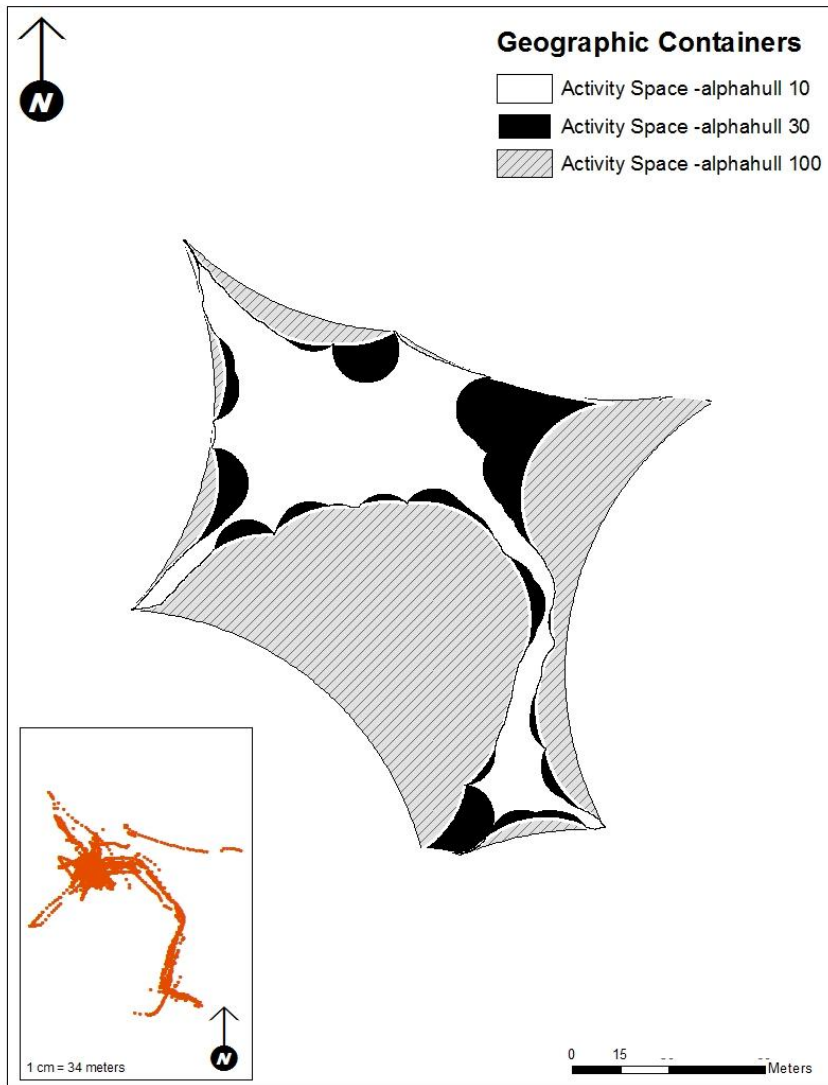 N
Geographic Containers
Activity Space -alphahull 10
Activity Space -alphahull 30
Activity Space -alphahull 100
N
1 cm = 34 meters
0 15
Meters